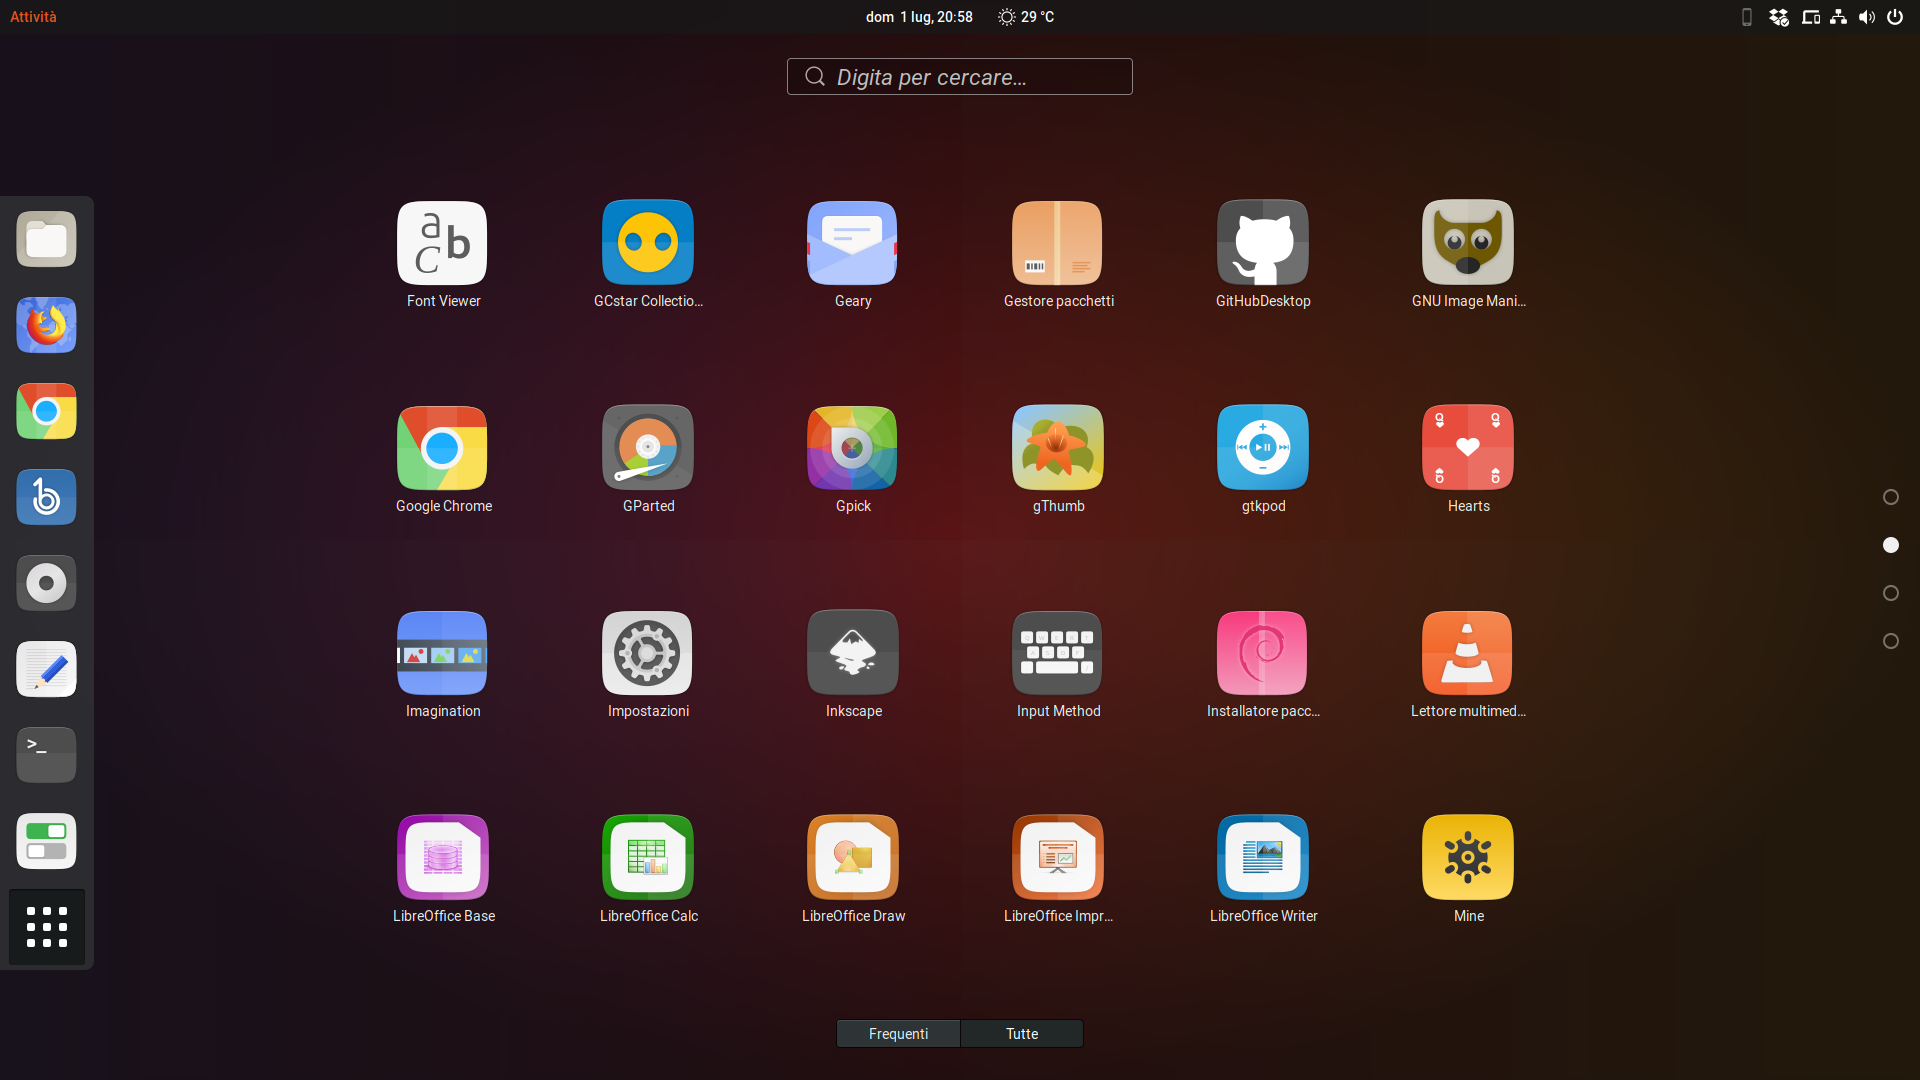 Attività
dom 1 lug, 20:58
29 °C
Digita per cercare...
a
b
C
Font Viewer
GCstar Collectio...
Geary
Gestore pacchetti
GitHubDesktop
GNU Image Mani...
Google Chrome
GParted
Gpick
gThumb
gtkpod
Hearts
Imagination
Impostazioni
Inkscape
Input Method
Installatore pacc...
Lettore multimed...
>_
LibreOffice Base
LibreOffice Calc
LibreOffice Draw
LibreOffice Impr...
LibreOffice Writer
Mine
Frequenti
Tutte